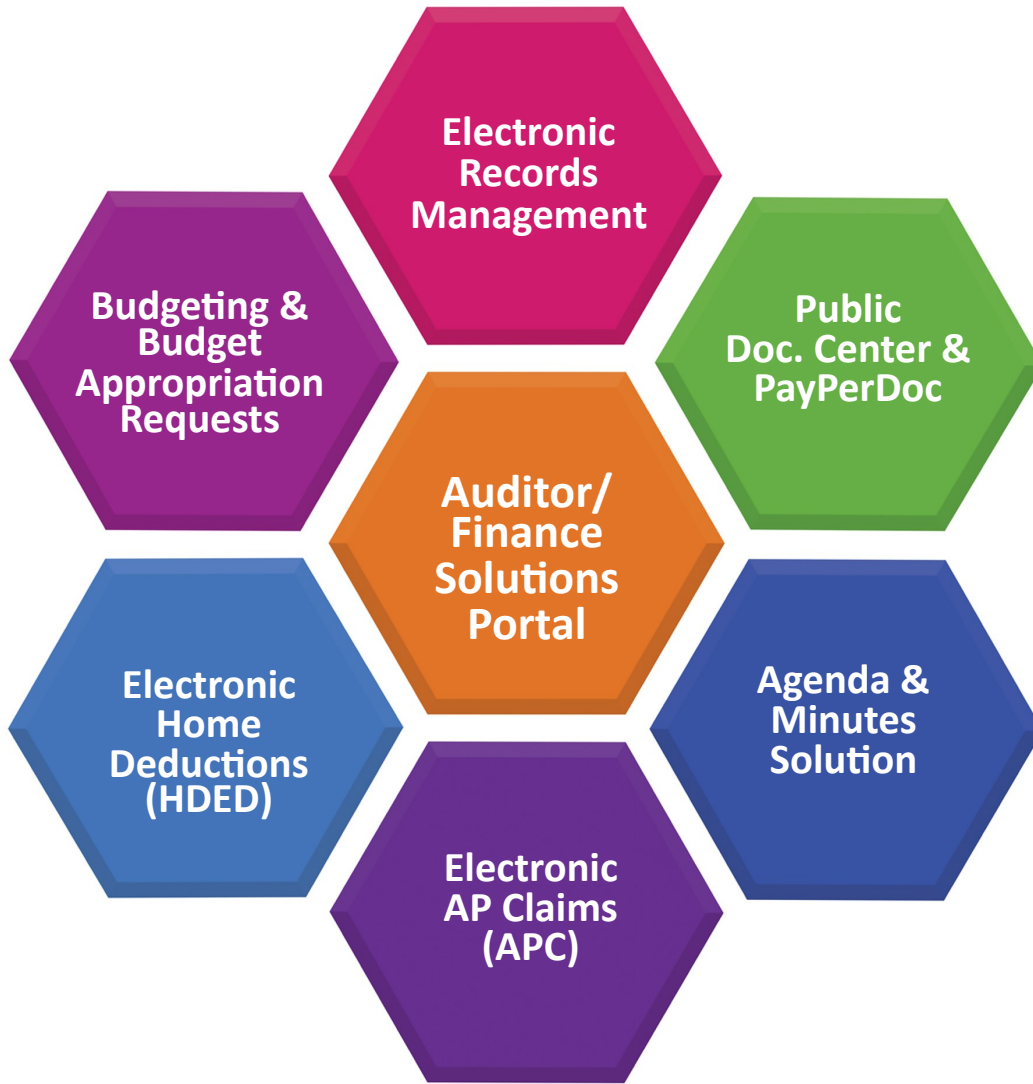 Electronic
Records
Management
Budgeting &
Budget
Appropriation
Requests
Public
Doc. Center &
PayPerDoc
Auditor/
Finance
Solutions
Portal
Electronic
Home
Deductions
(HDED)
Agenda &
Minutes
Solution
Electronic
AP Claims
(APC)